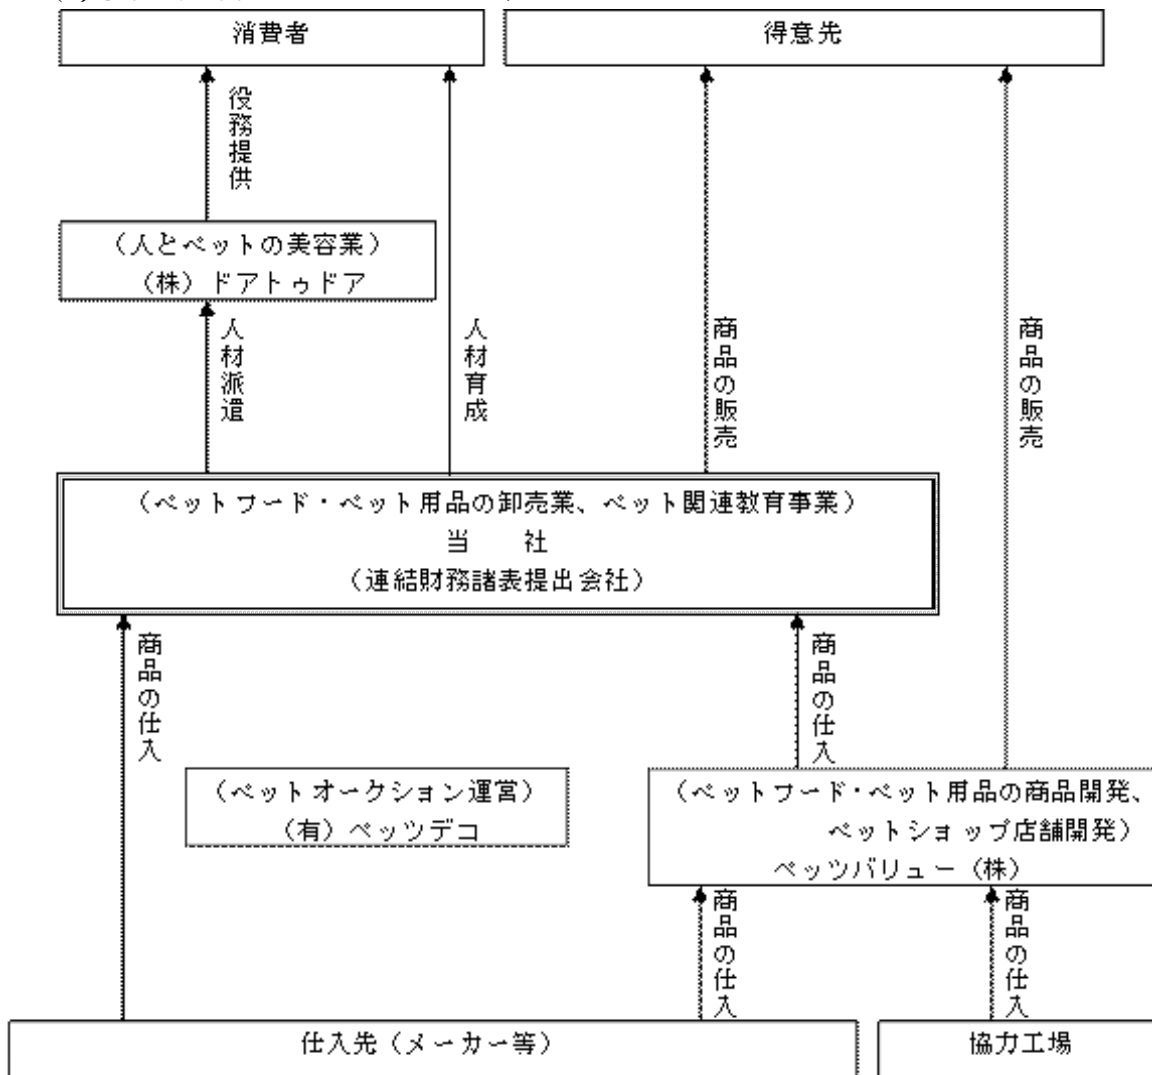 消費者
得意先
役務提供
(人とペットの美容業)
(株)ドアトゥドア
人材派遣
人材育成
商品の販売
商品の販売
(ペットフード・ペット用品の卸売業、ペット関連教育事業)
当 社
(連結財務諸表提出会社)
商品の仕入
商品の仕入
(ペットオークション運営)
(有)ペッツデコ
(ペットフード・ペット用品の商品開発、
ペットショップ店舗開発)
ペッツバリュー(株)
商品の仕入
商品の仕入
仕入先(メーカー等)
協力工場